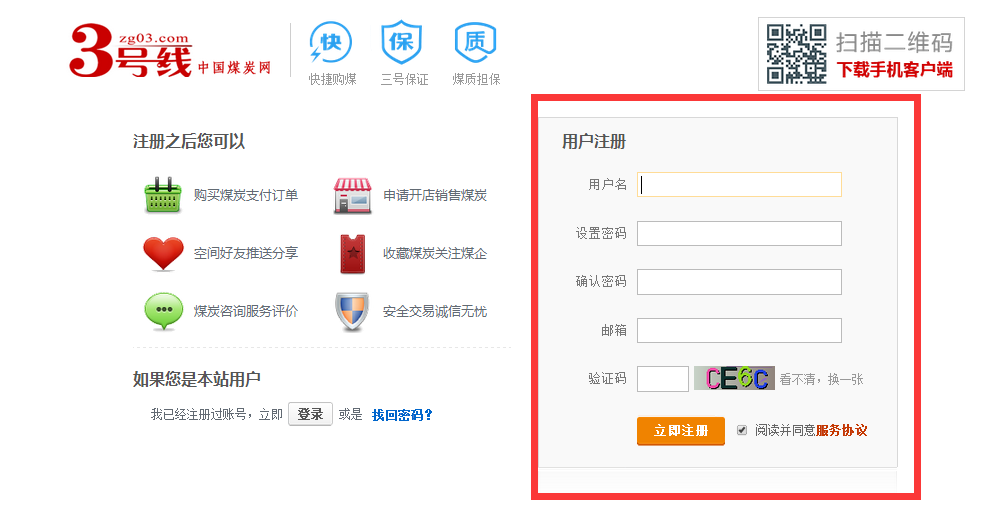 3号线
zg03.com
中国煤炭网
快
保
质
快捷购煤
三号保证
煤质担保
扫描二维码
下载手机客户端
注册之后您可以
购买煤炭支付订单
申请开店销售煤炭
空间好友推送分享
收藏煤炭关注煤企
煤炭咨询服务评价
安全交易诚信无忧
如果您是本站用户
我已经注册过账号，立即 登录 或是 找回密码？
用户注册
用户名
设置密码
确认密码
邮箱
验证码 CE6C 看不清，换一张
立即注册 阅读并同意服务协议